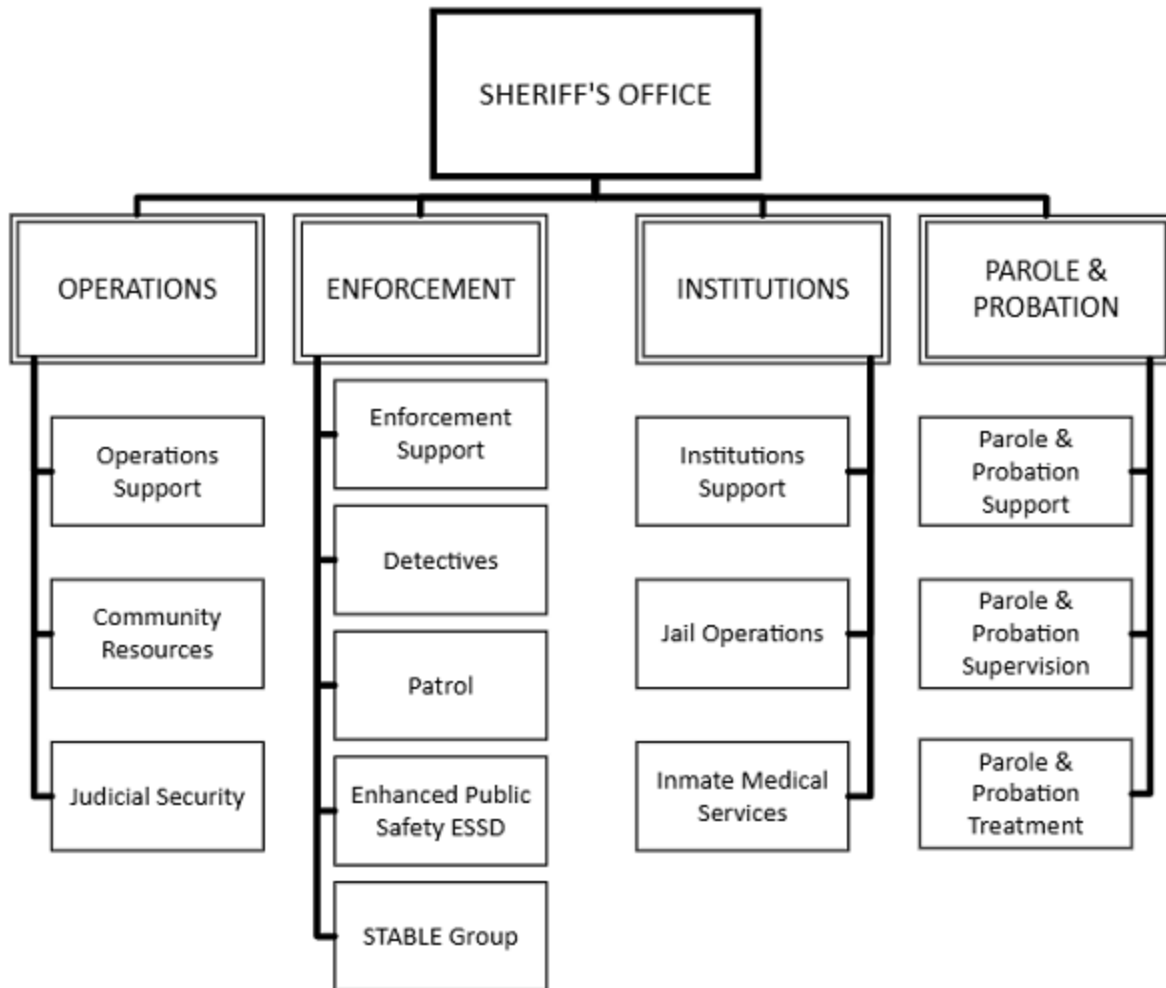 SHERIFF'S OFFICE
OPERATIONS
ENFORCEMENT
INSTITUTIONS
PAROLE &
PROBATION
Operations
Support
Community
Resources
Judicial Security
Enforcement
Support
Detectives
Patrol
Enhanced Public
Safety ESSD
STABLE Group
Institutions
Support
Jail Operations
Inmate Medical
Services
Parole &
Probation
Support
Parole &
Probation
Supervision
Parole &
Probation
Treatment